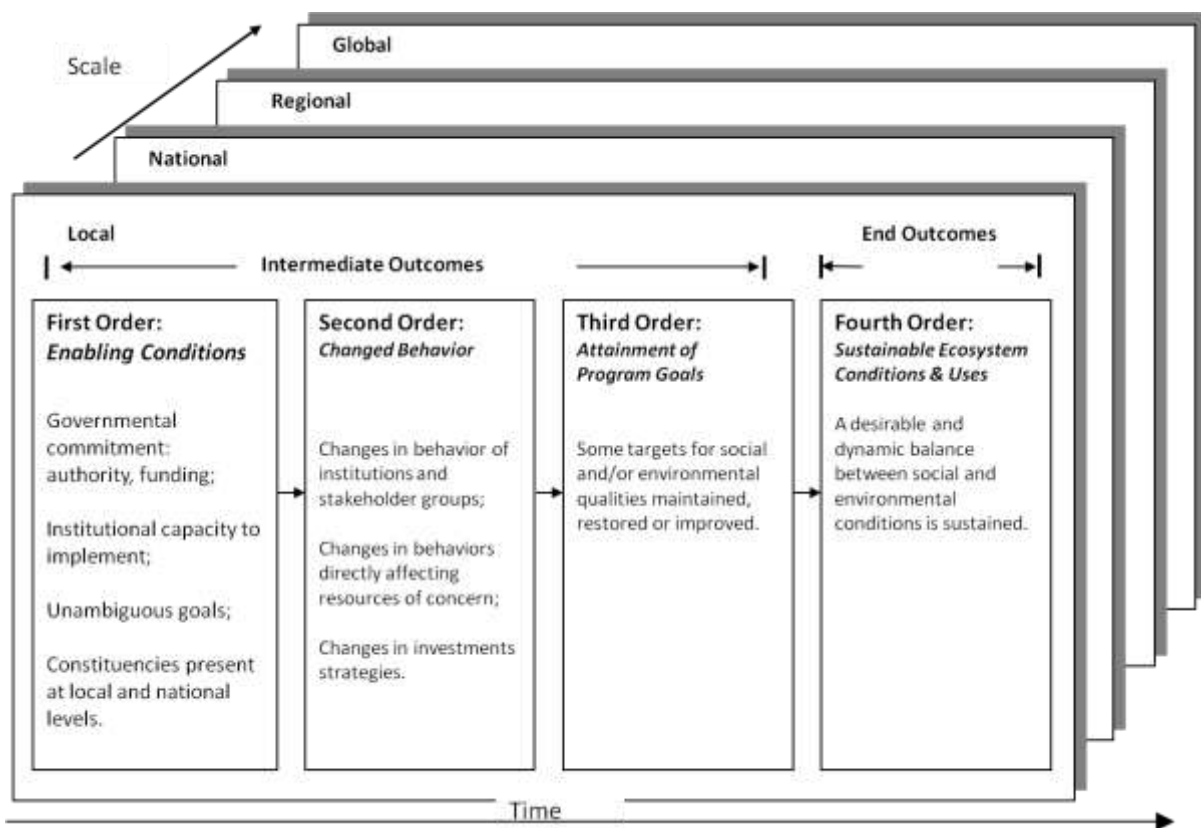 Scale
Global
Regional
National
Local
End Outcomes
Intermediate Outcomes
First Order:
Enabling Conditions
Governmental
commitment:
authority, funding;
Institutional capacity to
implement;
Unambiguous goals;
Constituencies present
at local and national
levels.
Second Order:
Changed Behavior
Changes in behavior of
institutions and
stakeholder groups;
Changes in behaviors
directly affecting
resources of concern;
Changes in investments
strategies.
Third Order:
Attainment of
Program Goals
Some targets for social
and/or environmental
qualities maintained,
restored or improved.
Fourth Order:
Sustainable Ecosystem
Conditions & Uses
A desirable and
dynamic balance
between social and
environmental
conditions is sustained.
Time